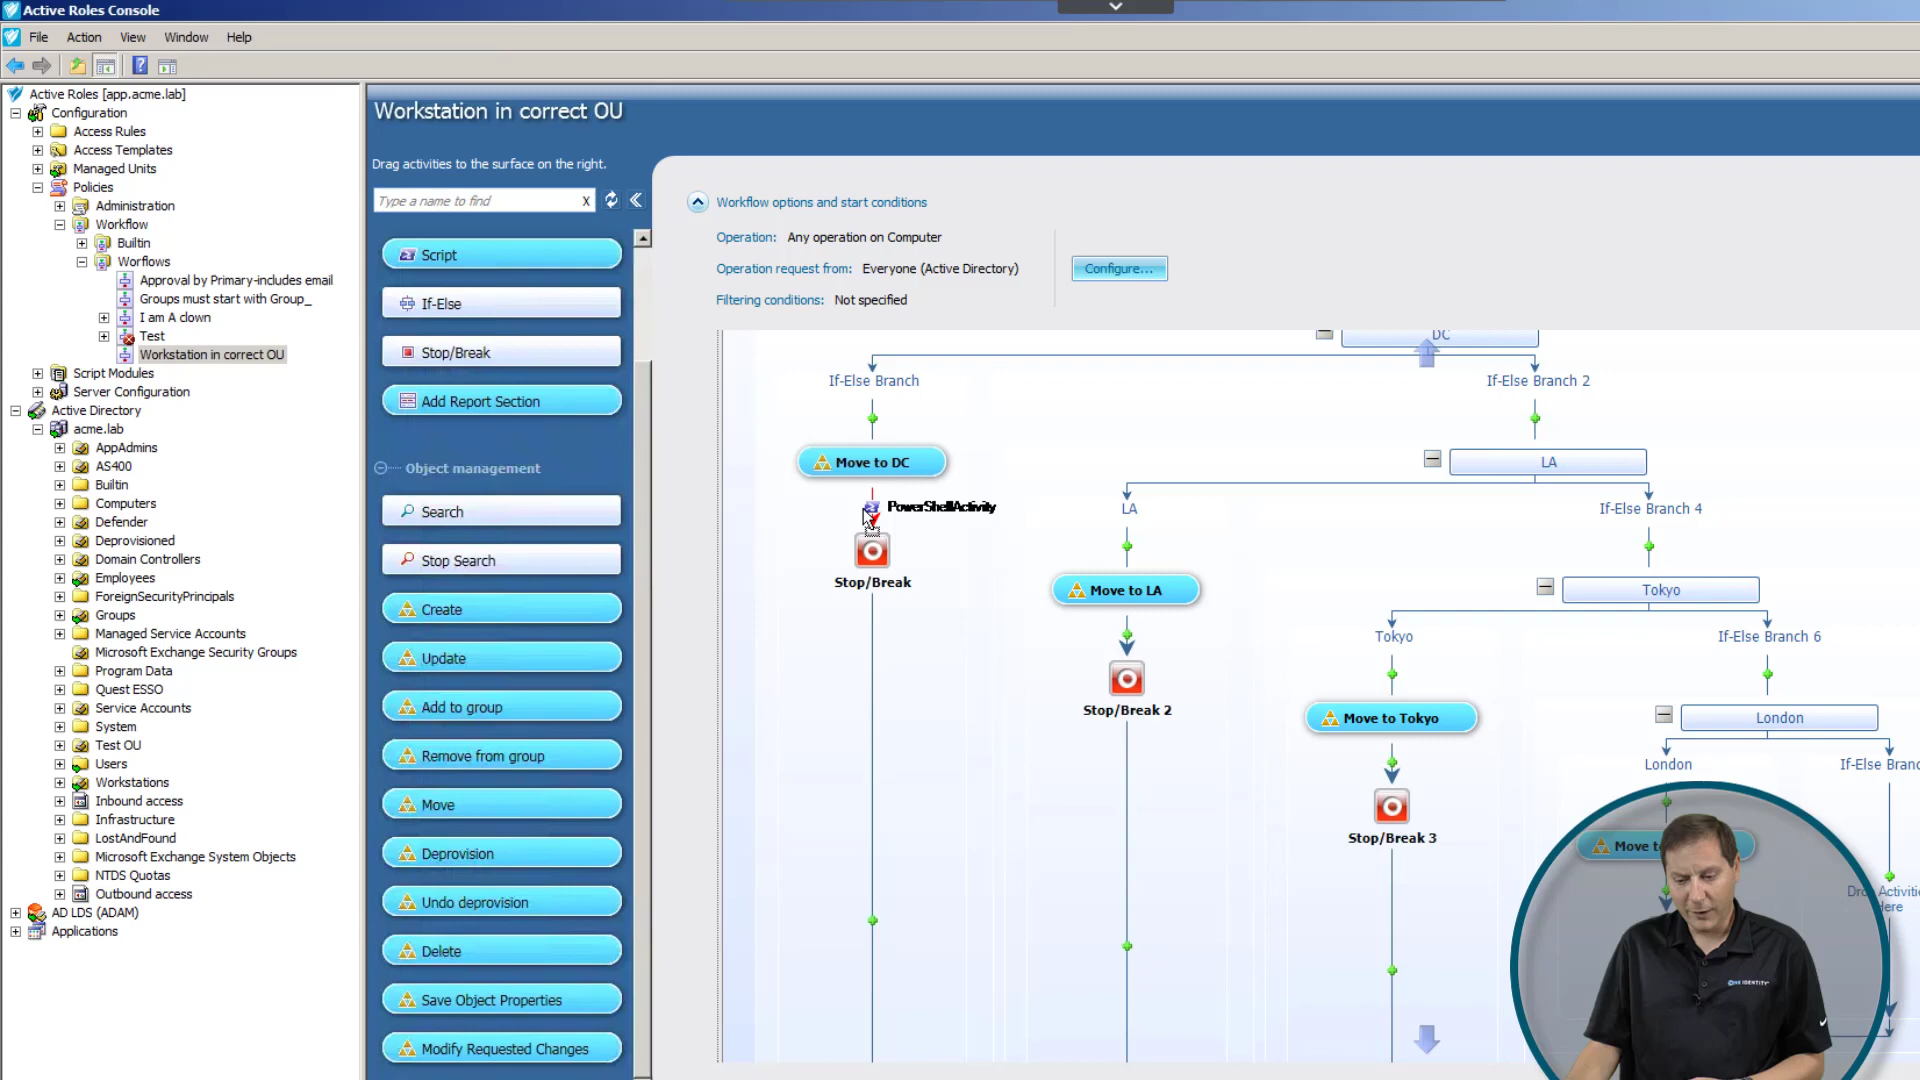 Active Roles Console
File Action View Window Help
Active Roles [app.acme.lab]
Configuration
Access Rules
Access Templates
Managed Units
Policies
Administration
Workflow
Builtin
Worflows
Approval by Primary-includes email
Groups must start with Group_
I am A clown
Test
Workstation in correct OU
Script Modules
Server Configuration
Active Directory
acme.lab
AppAdmins
AS400
Builtin
Computers
Defender
Deprovisioned
Domain Controllers
Employees
ForeignSecurityPrincipals
Groups
Managed Service Accounts
Microsoft Exchange Security Groups
Program Data
Quest ESSO
Service Accounts
System
Test OU
Users
Workstations
Inbound access
Infrastructure
LostAndFound
Microsoft Exchange System Objects
NTDS Quotas
Outbound access
AD LDS (ADAM)
Applications
Workstation in correct OU
Drag activities to the surface on the right.
Type a name to find X
Script
If-Else
Stop/Break
Add Report Section
Object management
Search
Stop Search
Create
Update
Add to group
Remove from group
Move
Deprovision
Undo deprovision
Delete
Save Object Properties
Modify Requested Changes
Workflow options and start conditions
Operation: Any operation on Computer
Operation request from: Everyone (Active Directory)
Configure...
Filtering conditions: Not specified
DC
If-Else Branch
If-Else Branch 2
Move to DC
LA
PowerShellActivity
LA
If-Else Branch 4
Stop/Break
Move to LA
Tokyo
Tokyo
If-Else Branch 6
Stop/Break 2
Move to Tokyo
London
London
If-Else Branc
Stop/Break 3
Move to
Drop Activitie
Here
ONE IDENTITY